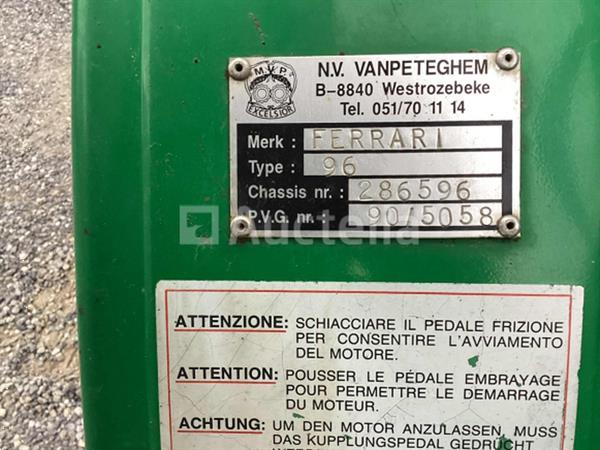 M.V.P.
EXCELSIOR
N.V. VANPETEGHEM
B-8840 Westrozebeke
Tel. 051/70 11 14
Merk : FERRARI
Type : 96
Chassis nr. : 286596
P.V.G. nr. : 90/5058
Auctelia
ATTENZIONE: SCHIACCIARE IL PEDALE FRIZIONE
PER CONSENTIRE L'AVVIAMENTO
DEL MOTORE.
ATTENTION: POUSSER LE PÉDALE EMBRAYAGE
POUR PERMETTRE LE DEMARRAGE
DU MOTEUR.
ACHTUNG: UM DEN MOTOR ANZULASSEN, MUSS
DAS KUPPLUNGSPEDAL GEDRÜCHT